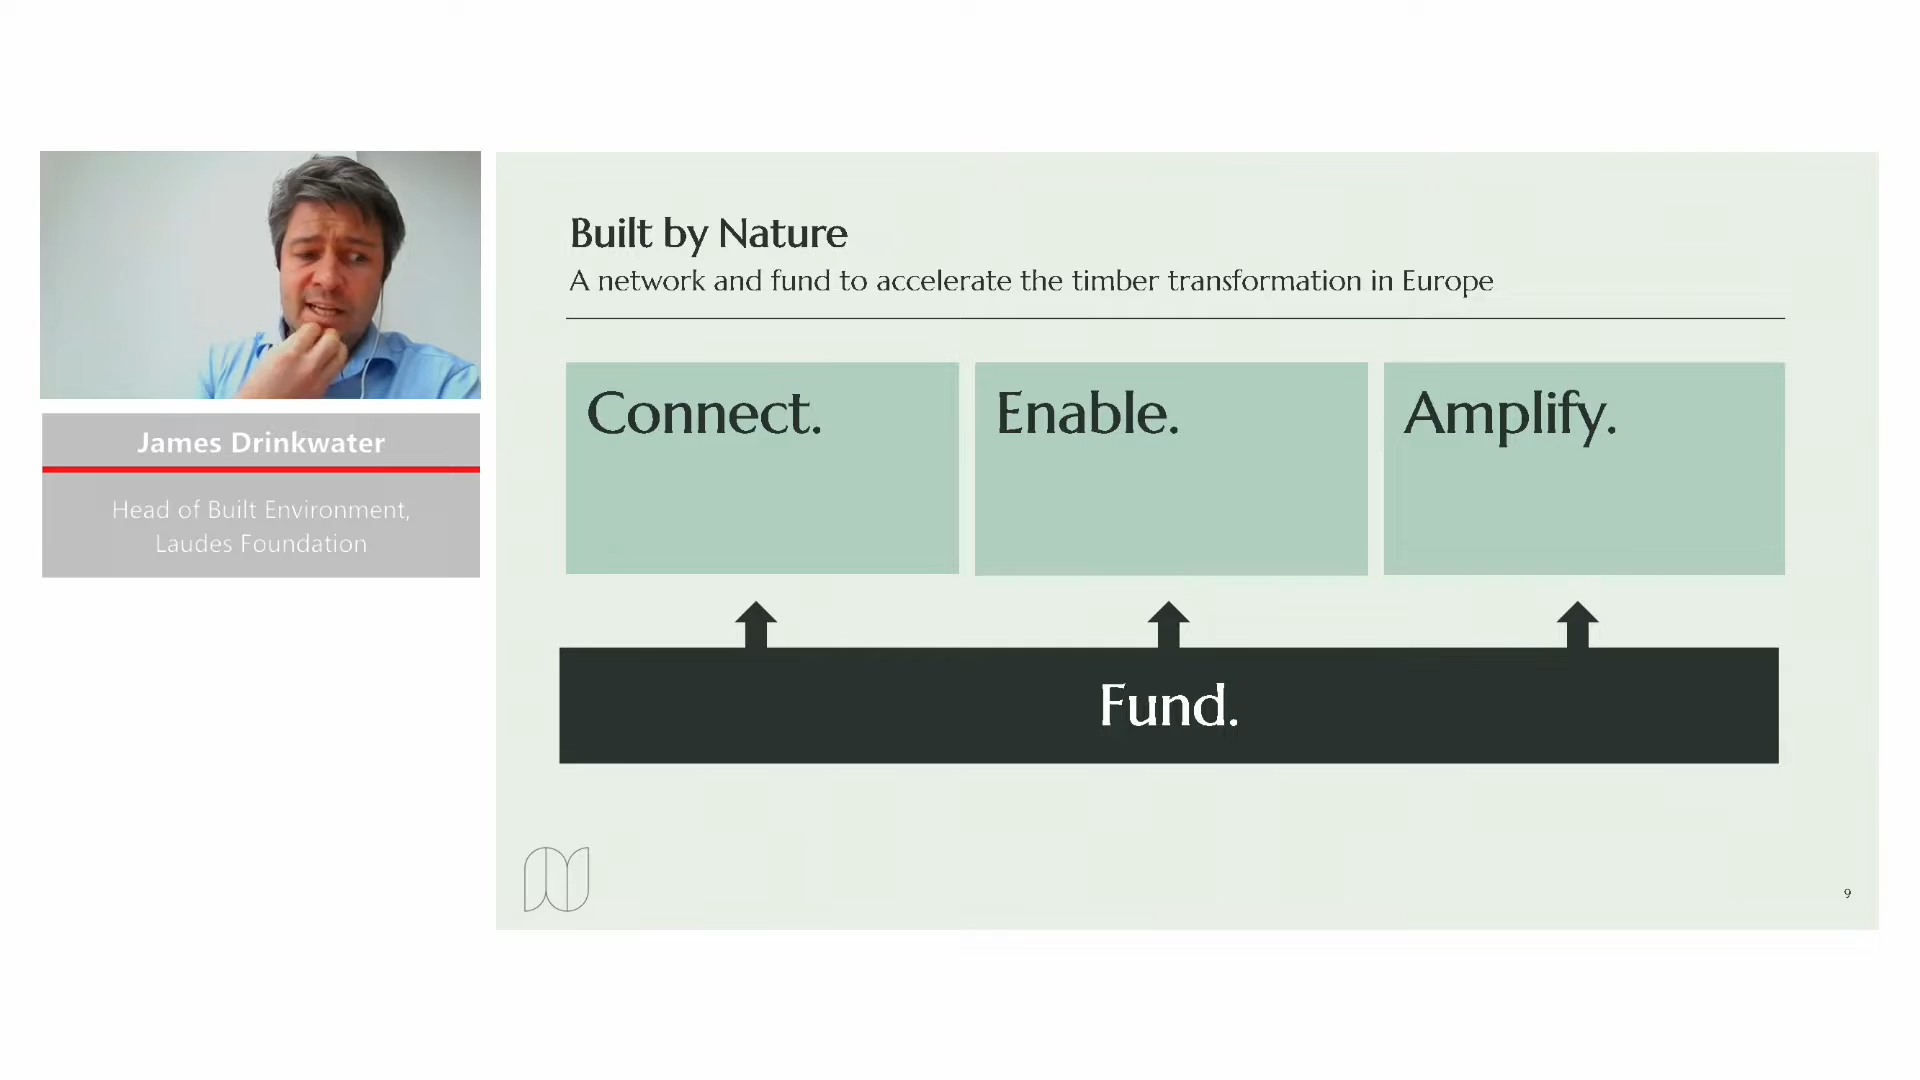 James Drinkwater
Head of Built Environment,
Laudes Foundation
Built by Nature
A network and fund to accelerate the timber transformation in Europe
Connect.
Enable.
Amplify.
Fund.
9